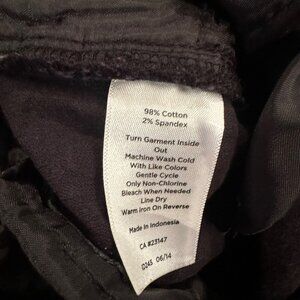 98% Cotton
2% Spandex
Turn Garment Inside
Out
Machine Wash Cold
With Like Colors
Gentle Cycle
Only Non-Chlorine
Bleach When Needed
Line Dry
Warm Iron On Reverse
Made in Indonesia
CA #23147
06/14